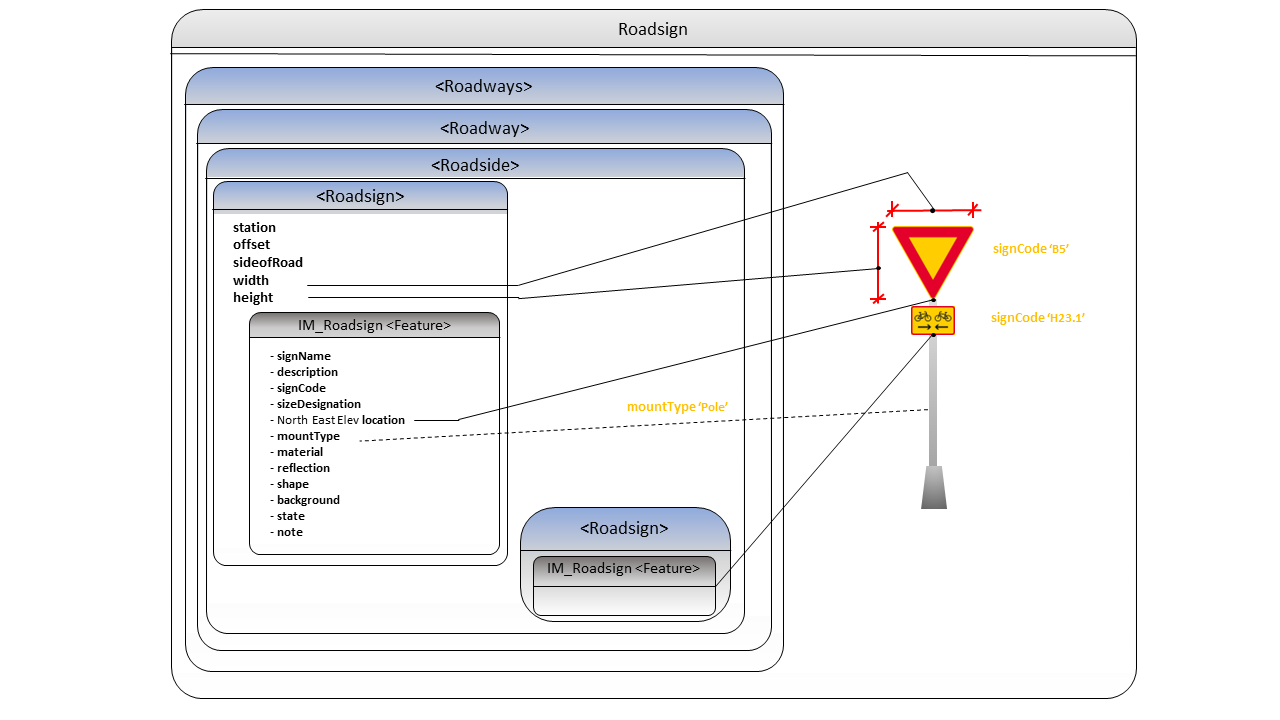 Roadsign
<Roadways>
<Roadway>
<Roadside>
<Roadsign>
station
offset
sideofRoad
width
height
IM_Roadsign <Feature>
- signName
- description
- signCode
- sizeDesignation
- North East Elev location
- mountType
- material
- reflection
- shape
- background
- state
- note
signCode ‘B5’
signCode ‘H23.1’
mountType ‘Pole’
<Roadsign>
IM_Roadsign <Feature>